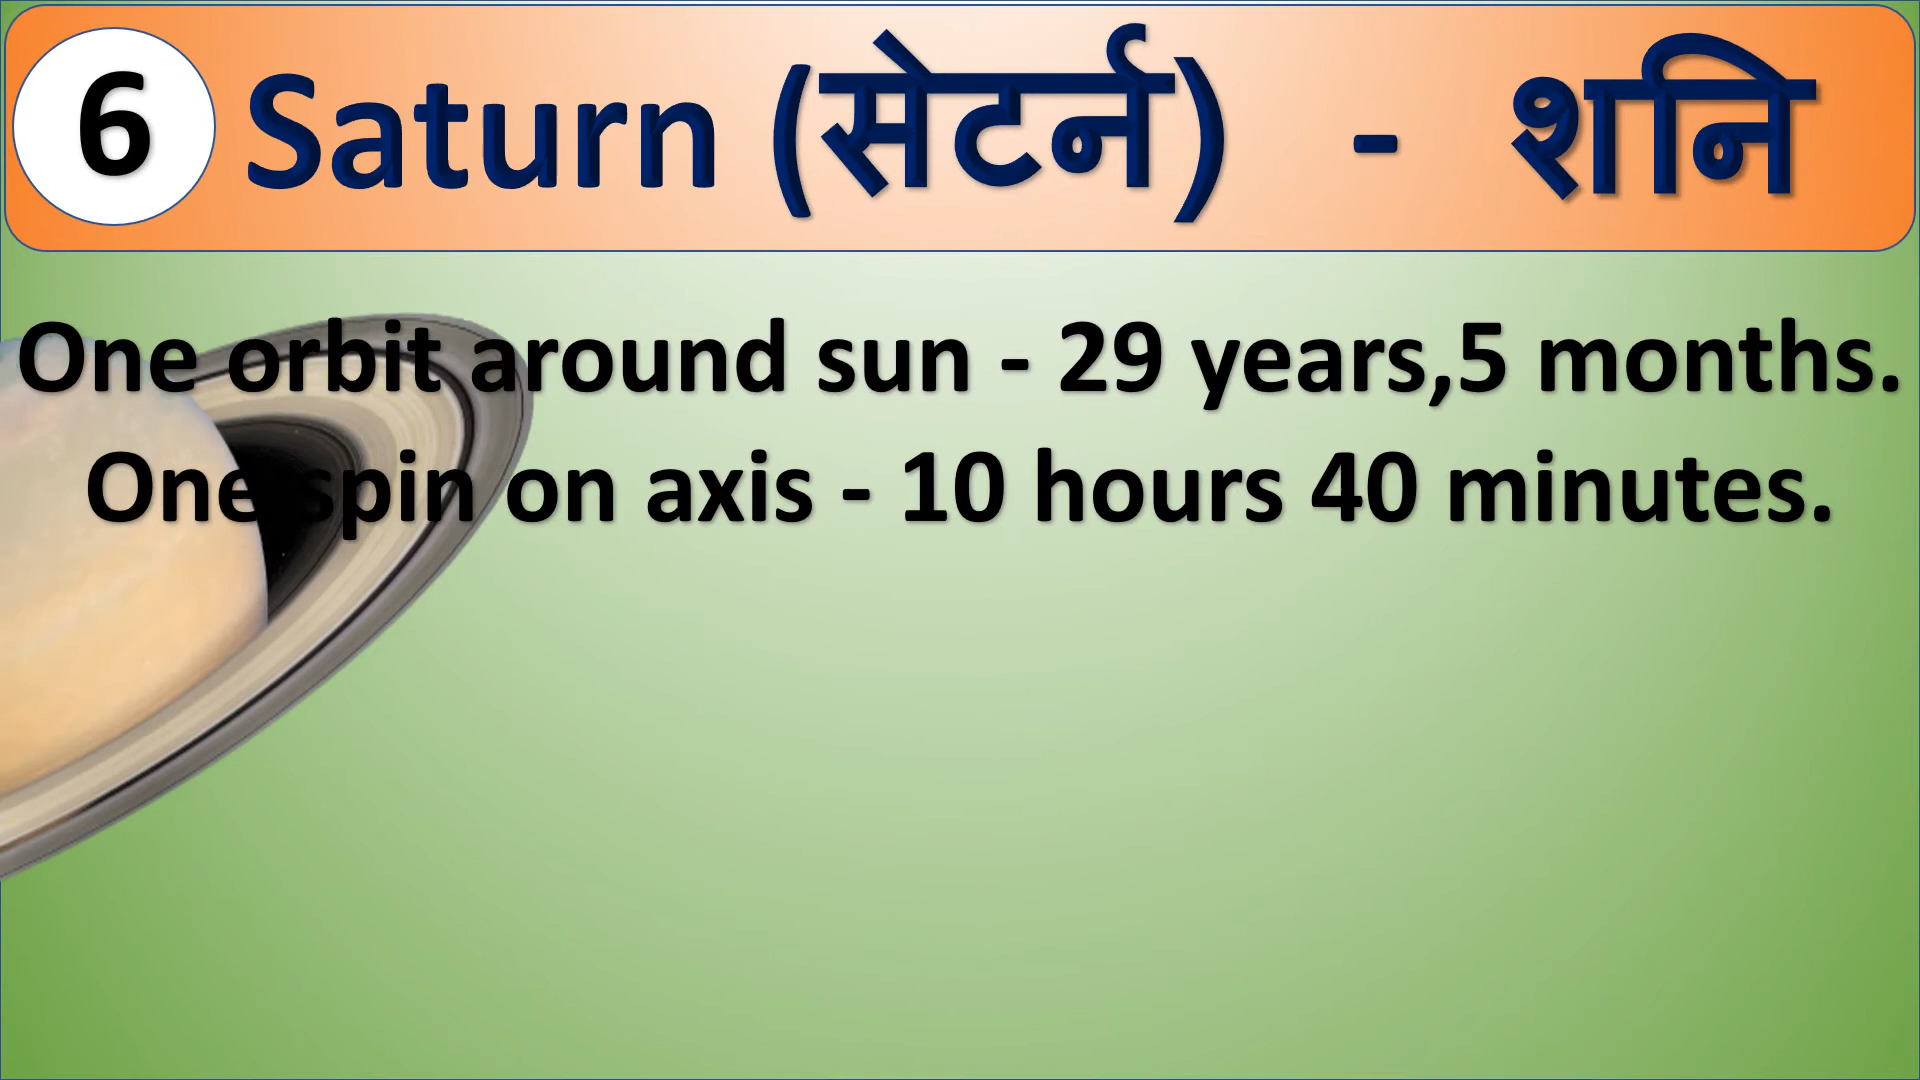 6 Saturn (सेटर्न) - शनि
One orbit around sun - 29 years,5 months.
One spin on axis - 10 hours 40 minutes.